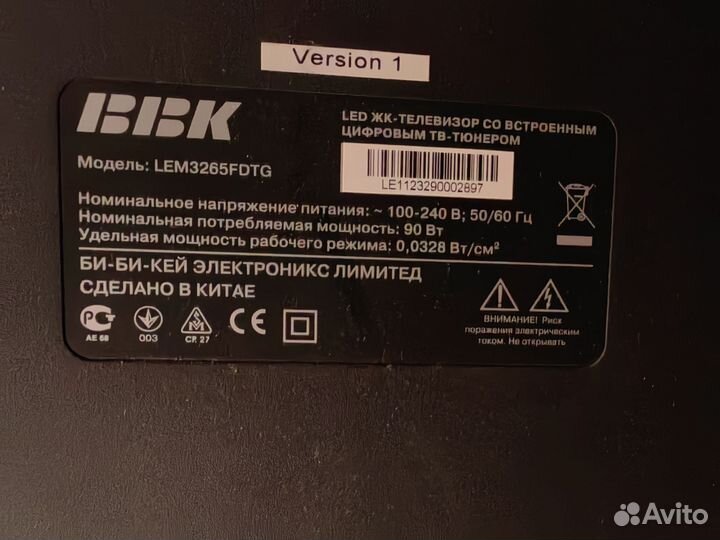 Version 1
BBK
LED ЖК-ТЕЛЕВИЗОР СО ВСТРОЕННЫМ
ЦИФРОВЫМ ТВ-ТЮНЕРОМ
Модель: LEM3265FDTG
LE1123290002897
Номинальное напряжение питания: ~ 100-240 В; 50/60 Гц
Номинальная потребляемая мощность: 90 Вт
Удельная мощность рабочего режима: 0,0328 Вт/см²
БИ-БИ-КЕЙ ЭЛЕКТРОНИКС ЛИМИТЕД
СДЕЛАНО В КИТАЕ
АЕ 68
003
СР. 27
CE
ВНИМАНИЕ! Риск
поражения электрическим
током. Не открывать
Avito